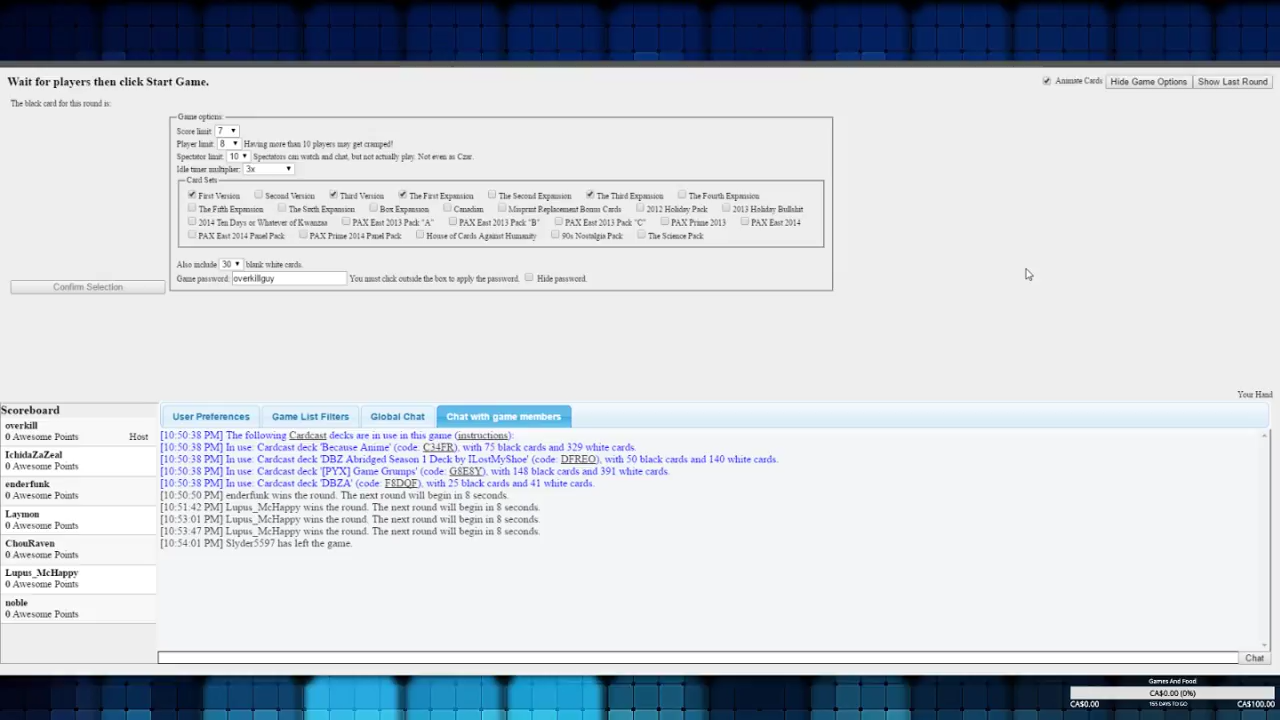 Wait for players then click Start Game.
Animate Cards Hide Game Options Show Last Round
The black card for this round is:
Game options:
Score limit: 7
Player limit: 8 Having more than 10 players may get cramped!
Spectator limit: 10 Spectators can watch and chat, but not actually play. Not even as Czar.
Idle timer multiplier: 3x
Card Sets
First Version Second Version Third Version The First Expansion The Second Expansion The Third Expansion The Fourth Expansion
The Fifth Expansion The Sixth Expansion Box Expansion Canadian Misprint Replacement Bonus Cards 2012 Holiday Pack 2013 Holiday Bullshit
2014 Ten Days or Whatever of Kwanzaa PAX East 2013 Pack "A" PAX East 2013 Pack "B" PAX East 2013 Pack "C" PAX Prime 2013 PAX East 2014
PAX East 2014 Panel Pack PAX Prime 2014 Panel Pack House of Cards Against Humanity 90s Nostalgia Pack The Science Pack
Also include 30 blank white cards.
Game password: overkillguy You must click outside the box to apply the password. Hide password.
Confirm Selection
Your Hand
Scoreboard
overkill
0 Awesome Points Host
IchidaZaZeal
0 Awesome Points
enderfunk
0 Awesome Points
Laymon
0 Awesome Points
ChouRaven
0 Awesome Points
Lupus_McHappy
0 Awesome Points
noble
0 Awesome Points
User Preferences Game List Filters Global Chat Chat with game members
[10:50:38 PM] The following Cardcast decks are in use in this game (instructions):
[10:50:38 PM] In use: Cardcast deck 'Because Anime' (code: C34FR), with 75 black cards and 329 white cards.
[10:50:38 PM] In use: Cardcast deck 'DBZ Abridged Season 1 Deck by ILostMyShoe' (code: DFREO), with 50 black cards and 140 white cards.
[10:50:38 PM] In use: Cardcast deck '[PYX] Game Grumps' (code: G8E8Y), with 148 black cards and 391 white cards.
[10:50:38 PM] In use: Cardcast deck 'DBZA' (code: F8DQF), with 25 black cards and 41 white cards.
[10:50:50 PM] enderfunk wins the round. The next round will begin in 8 seconds.
[10:51:42 PM] Lupus_McHappy wins the round. The next round will begin in 8 seconds.
[10:53:01 PM] Lupus_McHappy wins the round. The next round will begin in 8 seconds.
[10:53:47 PM] Lupus_McHappy wins the round. The next round will begin in 8 seconds.
[10:54:01 PM] Slyder5597 has left the game.
Chat
Games And Food
CA$0.00 (0%)
CA$0.00 155 DAYS TO GO CA$100.00